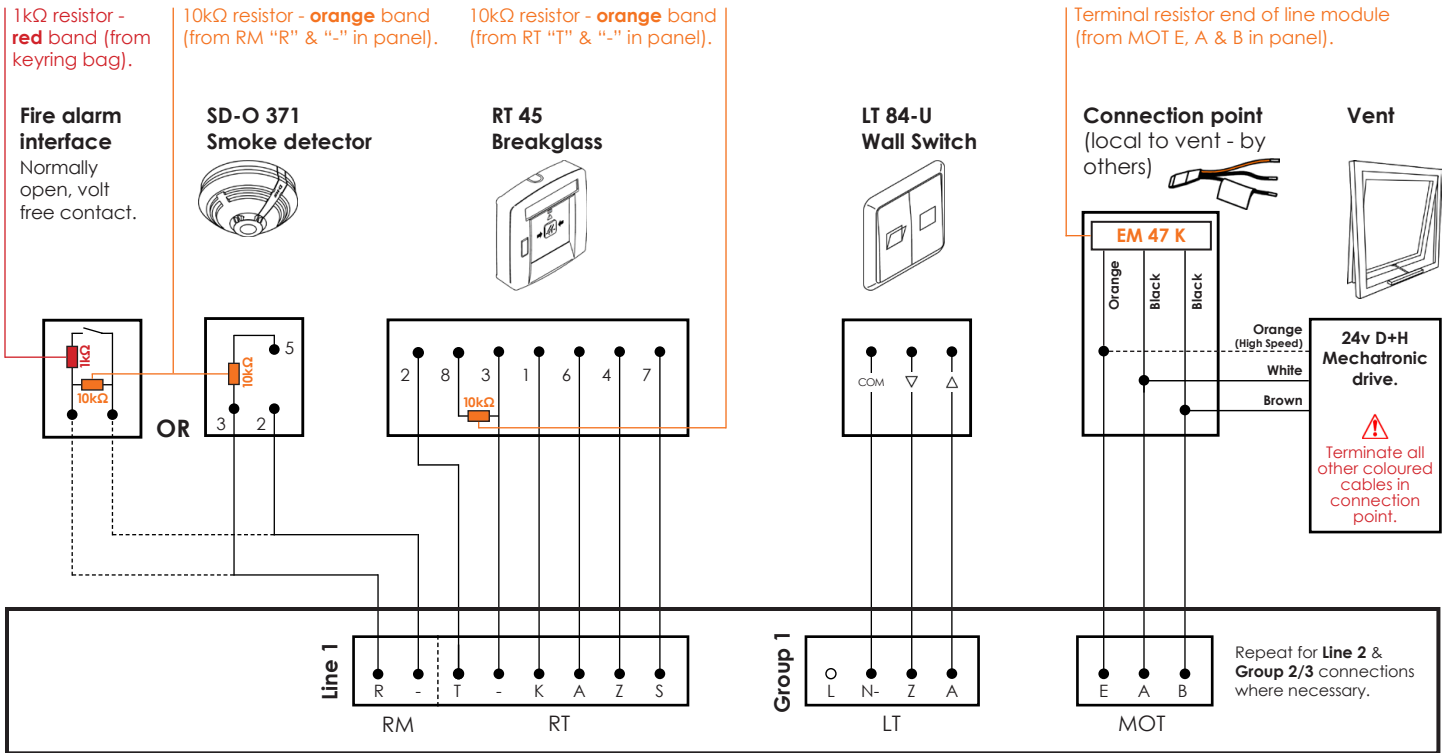 1kΩ resistor -
red band (from
keyring bag).
10kΩ resistor - orange band
(from RM “R” & “-” in panel).
10kΩ resistor - orange band
(from RT “T” & “-” in panel).
Terminal resistor end of line module
(from MOT E, A & B in panel).
Fire alarm
interface
Normally
open, volt
free contact.
SD-O 371
Smoke detector
RT 45
Breakglass
LT 84-U
Wall Switch
Connection point
(local to vent - by
others)
Vent
1kΩ
10kΩ
OR
10kΩ
5
3 2
2 8 3 1 6 4 7
10kΩ
COM
EM 47 K
Orange
Black
Black
Orange
(High Speed)
White
Brown
24v D+H
Mechatronic
drive.
Terminate all
other coloured
cables in
connection
point.
Line 1
R - T - K A Z S
RM RT
Group 1
L N- Z A
LT
E A B
MOT
Repeat for Line 2 &
Group 2/3 connections
where necessary.